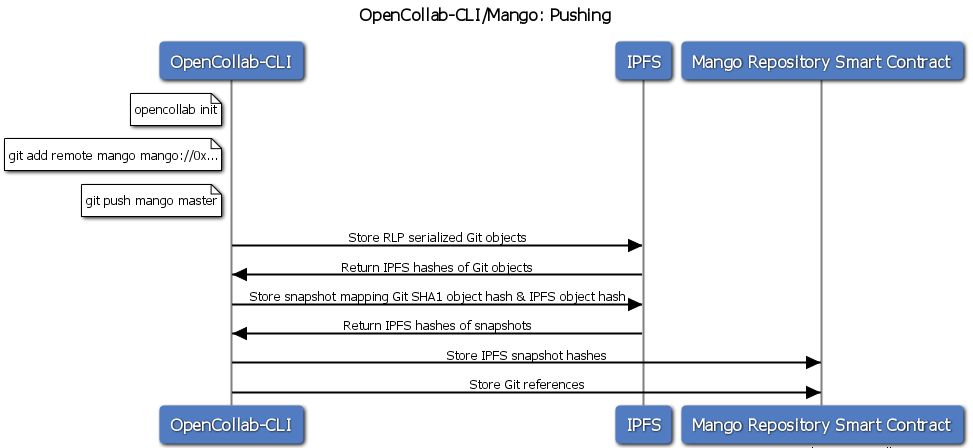 OpenCollab-CLI/Mango: Pushing
OpenCollab-CLI
IPFS
Mango Repository Smart Contract
opencollab init
git add remote mango mango://0x...
git push mango master
Store RLP serialized Git objects
Return IPFS hashes of Git objects
Store snapshot mapping Git SHA1 object hash & IPFS object hash
Return IPFS hashes of snapshots
Store IPFS snapshot hashes
Store Git references
OpenCollab-CLI
IPFS
Mango Repository Smart Contract